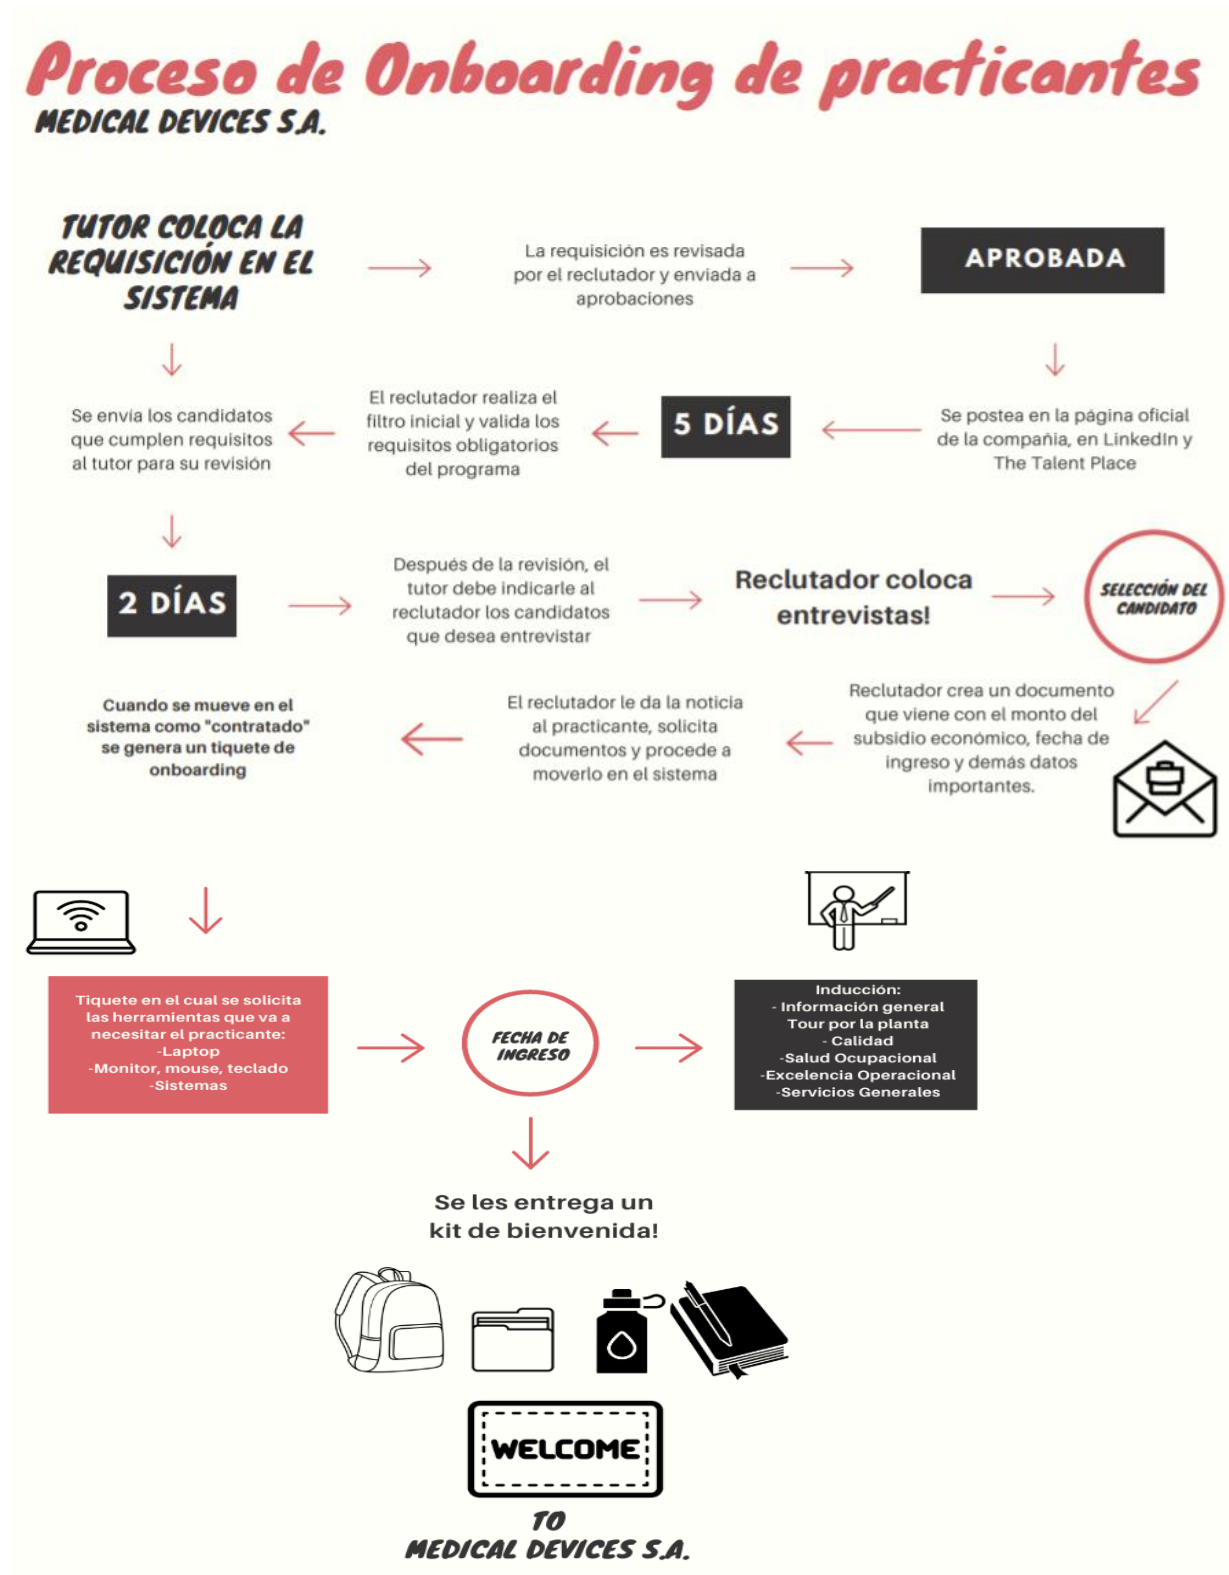 Proceso de Onboarding de practicantes
MEDICAL DEVICES S.A.
TUTOR COLOCA LA
REQUISICIÓN EN EL
SISTEMA
La requisición es revisada
por el reclutador y enviada a
aprobaciones
APROBADA
Se postea en la página oficial
de la compañia, en LinkedIn y
The Talent Place
5 DÍAS
El reclutador realiza el
filtro inicial y valida los
requisitos obligatorios
del programa
Se envía los candidatos
que cumplen requisitos
al tutor para su revisión
2 DÍAS
Después de la revisión, el
tutor debe indicarle al
reclutador los candidatos
que desea entrevistar
Reclutador coloca
entrevistas!
SELECCIÓN DEL
CANDIDATO
Reclutador crea un documento
que viene con el monto del
subsidio económico, fecha de
ingreso y demás datos
importantes.
El reclutador le da la noticia
al practicante, solicita
documentos y procede a
moverlo en el sistema
Cuando se mueve en el
sistema como "contratado"
se genera un tiquete de
onboarding
Tiquete en el cual se solicita
las herramientas que va a
necesitar el practicante:
-Laptop
-Monitor, mouse, teclado
-Sistemas
FECHA DE
INGRESO
Inducción:
- Información general
Tour por la planta
- Calidad
-Salud Ocupacional
-Excelencia Operacional
-Servicios Generales
Se les entrega un
kit de bienvenida!
WELCOME
TO
MEDICAL DEVICES S.A.